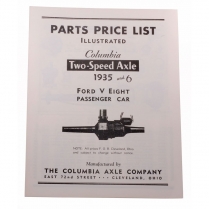 PARTS PRICE LIST
ILLUSTRATED
Columbia
Two-Speed Axle
1935 and 6
FORD V EIGHT
PASSENGER CAR
Manufactured by
THE COLUMBIA AXLE COMPANY
CLEVELAND, OHIO